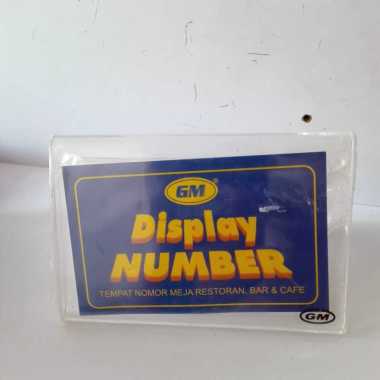 GM
Display
NUMBER
TEMPAT NOMOR MEJA RESTORAN, BAR & CAFE
GM